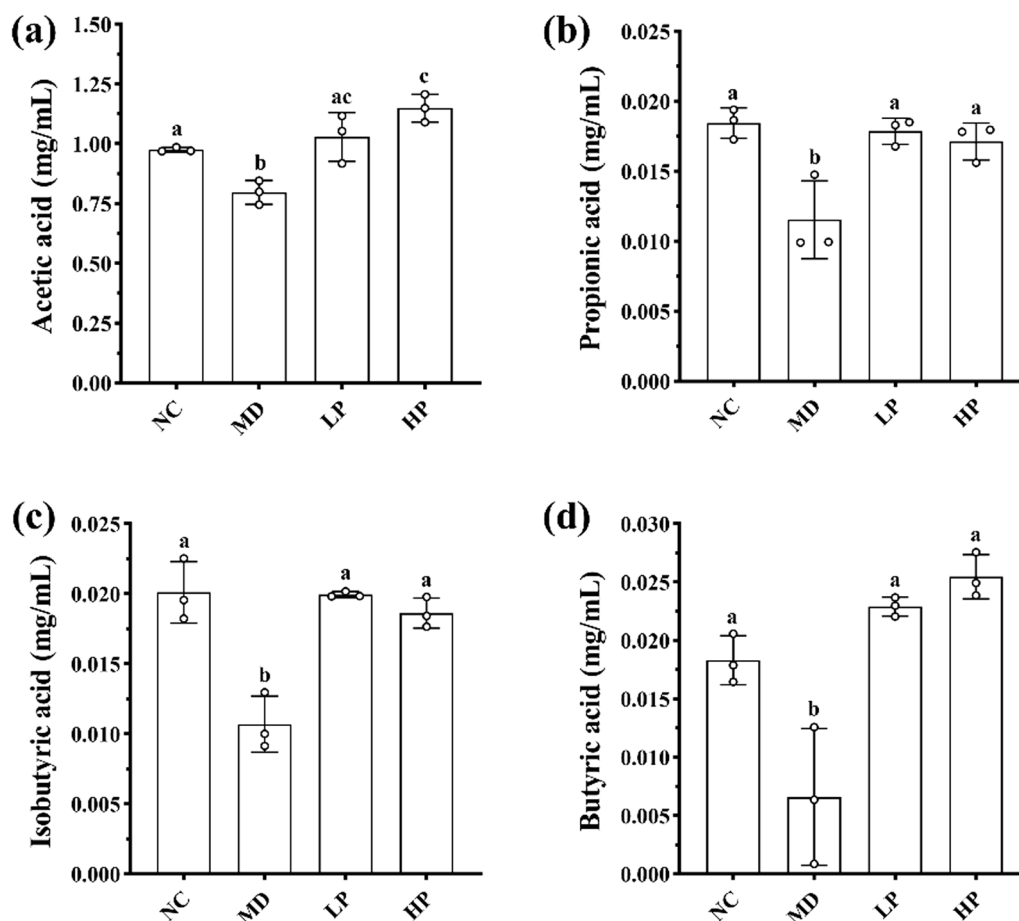 (a)
Acetic acid (mg/mL)
1.50
1.25
1.00
0.75
0.50
0.25
0.00
a
b
ac
c
NC
MD
LP
HP
(b)
Propionic acid (mg/mL)
0.025
0.020
0.015
0.010
0.005
0.000
a
b
a
a
NC
MD
LP
HP
(c)
Isobutyric acid (mg/mL)
0.025
0.020
0.015
0.010
0.005
0.000
a
b
a
a
NC
MD
LP
HP
(d)
Butyric acid (mg/mL)
0.030
0.025
0.020
0.015
0.010
0.005
0.000
a
b
a
a
NC
MD
LP
HP